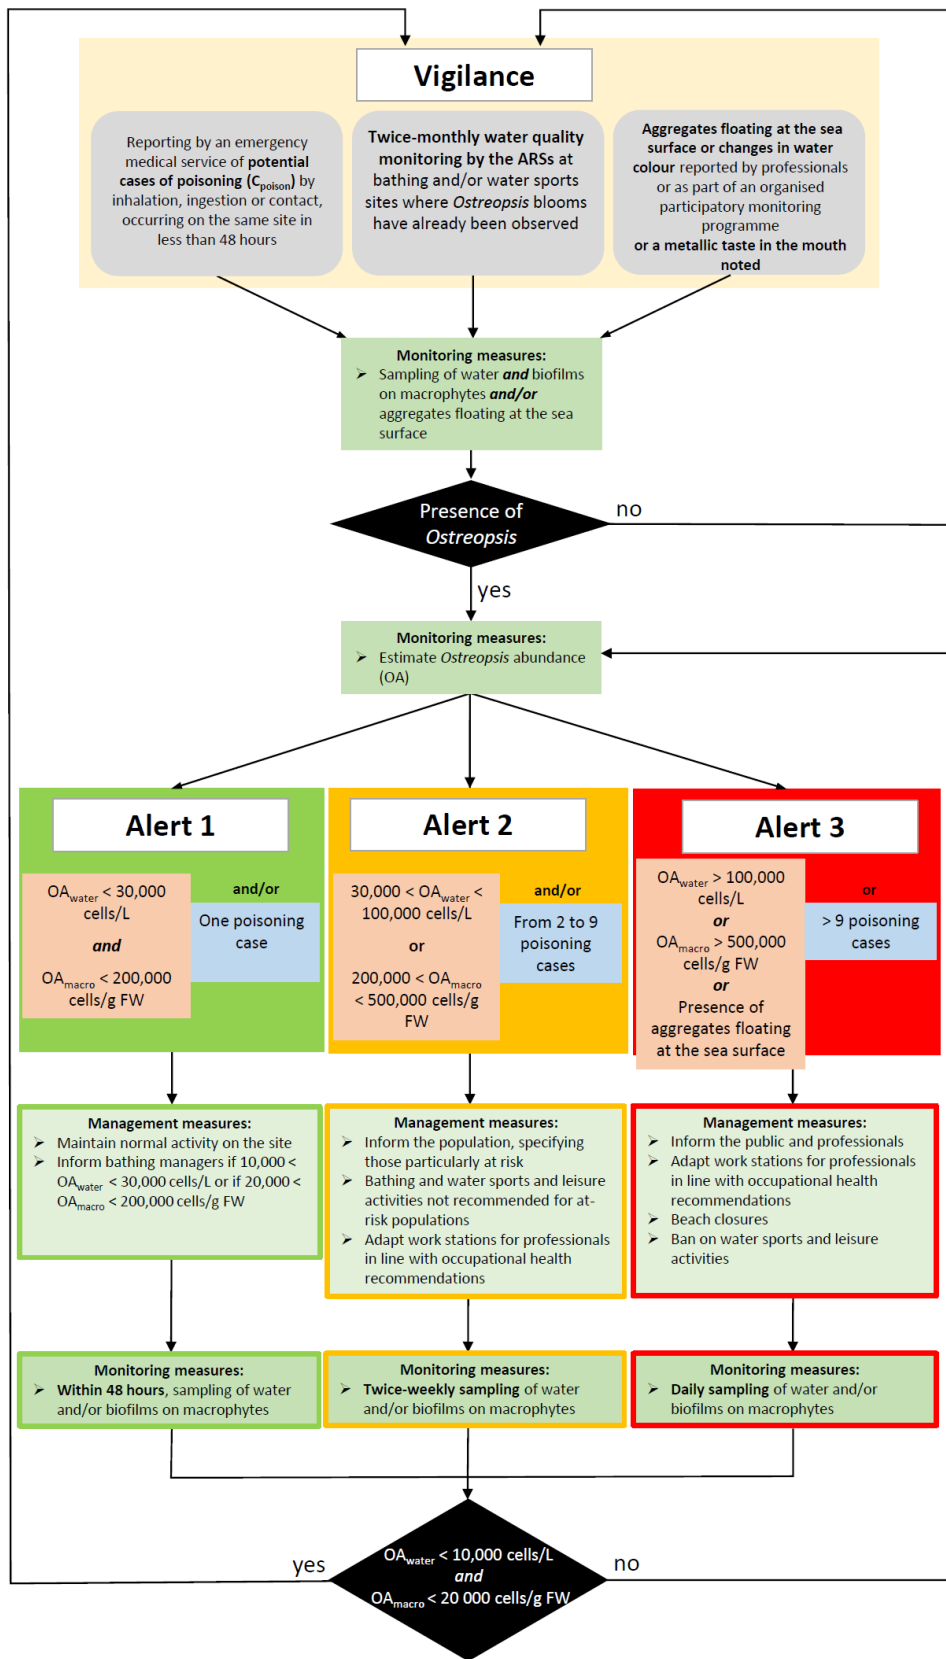 Vigilance
Reporting by an emergency
medical service of potential
cases of poisoning (Cpoison) by
inhalation, ingestion or contact,
occurring on the same site in
less than 48 hours
Twice-monthly water quality
monitoring by the ARSs at
bathing and/or water sports
sites where Ostreopsis blooms
have already been observed
Aggregates floating at the sea
surface or changes in water
colour reported by professionals
or as part of an organised
participatory monitoring
programme
or a metallic taste in the mouth
noted
Monitoring measures:
➢ Sampling of water and biofilms
on macrophytes and/or
aggregates floating at the sea
surface
Presence of
Ostreopsis
no
yes
Monitoring measures:
➢ Estimate Ostreopsis abundance
(OA)
Alert 1
OAwater < 30,000
cells/L
and
OAmacro < 200,000
cells/g FW
and/or
One poisoning
case
Alert 2
30,000 < OAwater <
100,000 cells/L
or
200,000 < OAmacro
< 500,000 cells/g
FW
and/or
From 2 to 9
poisoning
cases
Alert 3
OAwater > 100,000
cells/L
or
OAmacro > 500,000
cells/g FW
or
Presence of
aggregates floating
at the sea surface
or
> 9 poisoning
cases
Management measures:
➢ Maintain normal activity on the site
➢ Inform bathing managers if 10,000 <
OAwater < 30,000 cells/L or if 20,000 <
OAmacro < 200,000 cells/g FW
Management measures:
➢ Inform the population, specifying
those particularly at risk
➢ Bathing and water sports and leisure
activities not recommended for at-
risk populations
➢ Adapt work stations for professionals
in line with occupational health
recommendations
Management measures:
➢ Inform the public and professionals
➢ Adapt work stations for professionals
in line with occupational health
recommendations
➢ Beach closures
➢ Ban on water sports and leisure
activities
Monitoring measures:
➢ Within 48 hours, sampling of water
and/or biofilms on macrophytes
Monitoring measures:
➢ Twice-weekly sampling of water
and/or biofilms on macrophytes
Monitoring measures:
➢ Daily sampling of water and/or
biofilms on macrophytes
yes
OAwater < 10,000 cells/L
and
OAmacro < 20 000 cells/g FW
no